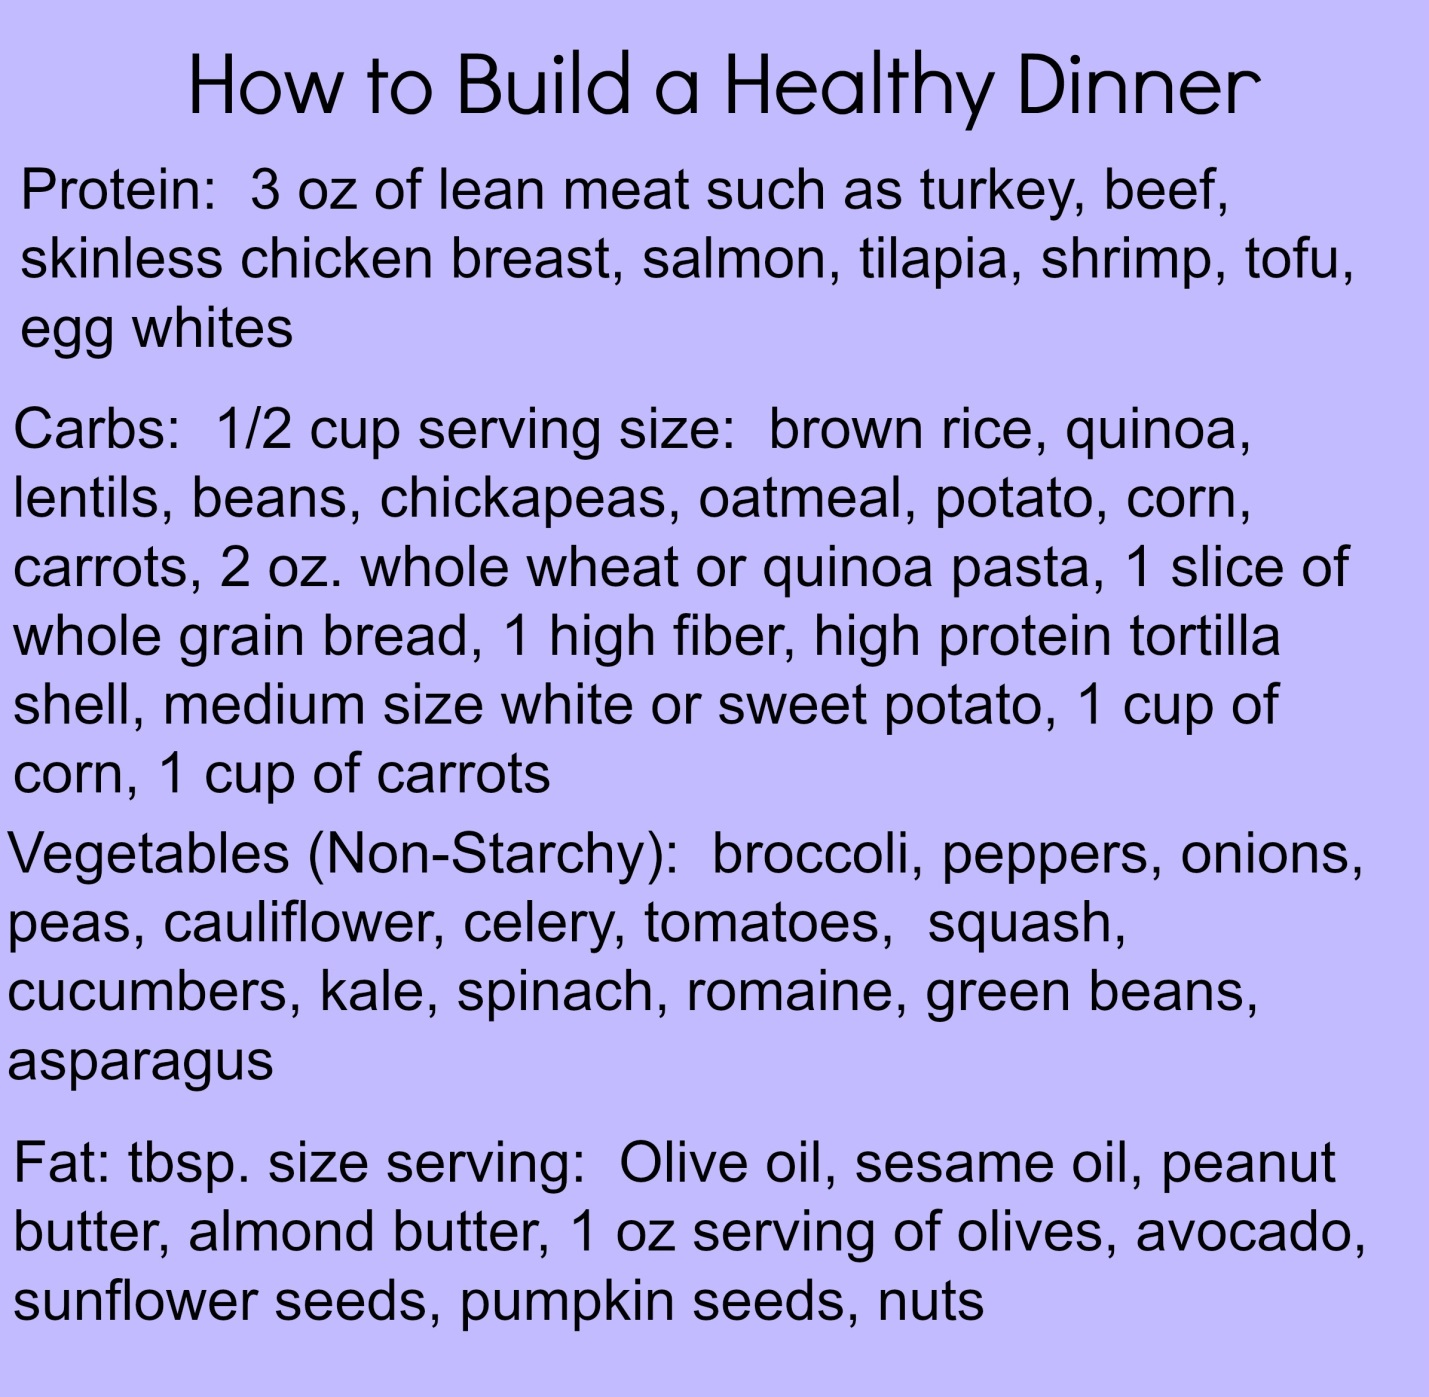 How to Build a Healthy Dinner
Protein:  3 oz of lean meat such as turkey, beef,
skinless chicken breast, salmon, tilapia, shrimp, tofu,
egg whites
Carbs:  1/2 cup serving size:  brown rice, quinoa,
lentils, beans, chickapeas, oatmeal, potato, corn,
carrots, 2 oz. whole wheat or quinoa pasta, 1 slice of
whole grain bread, 1 high fiber, high protein tortilla
shell, medium size white or sweet potato, 1 cup of
corn, 1 cup of carrots
Vegetables (Non-Starchy):  broccoli, peppers, onions,
peas, cauliflower, celery, tomatoes,  squash,
cucumbers, kale, spinach, romaine, green beans,
asparagus
Fat: tbsp. size serving:  Olive oil, sesame oil, peanut
butter, almond butter, 1 oz serving of olives, avocado,
sunflower seeds, pumpkin seeds, nuts